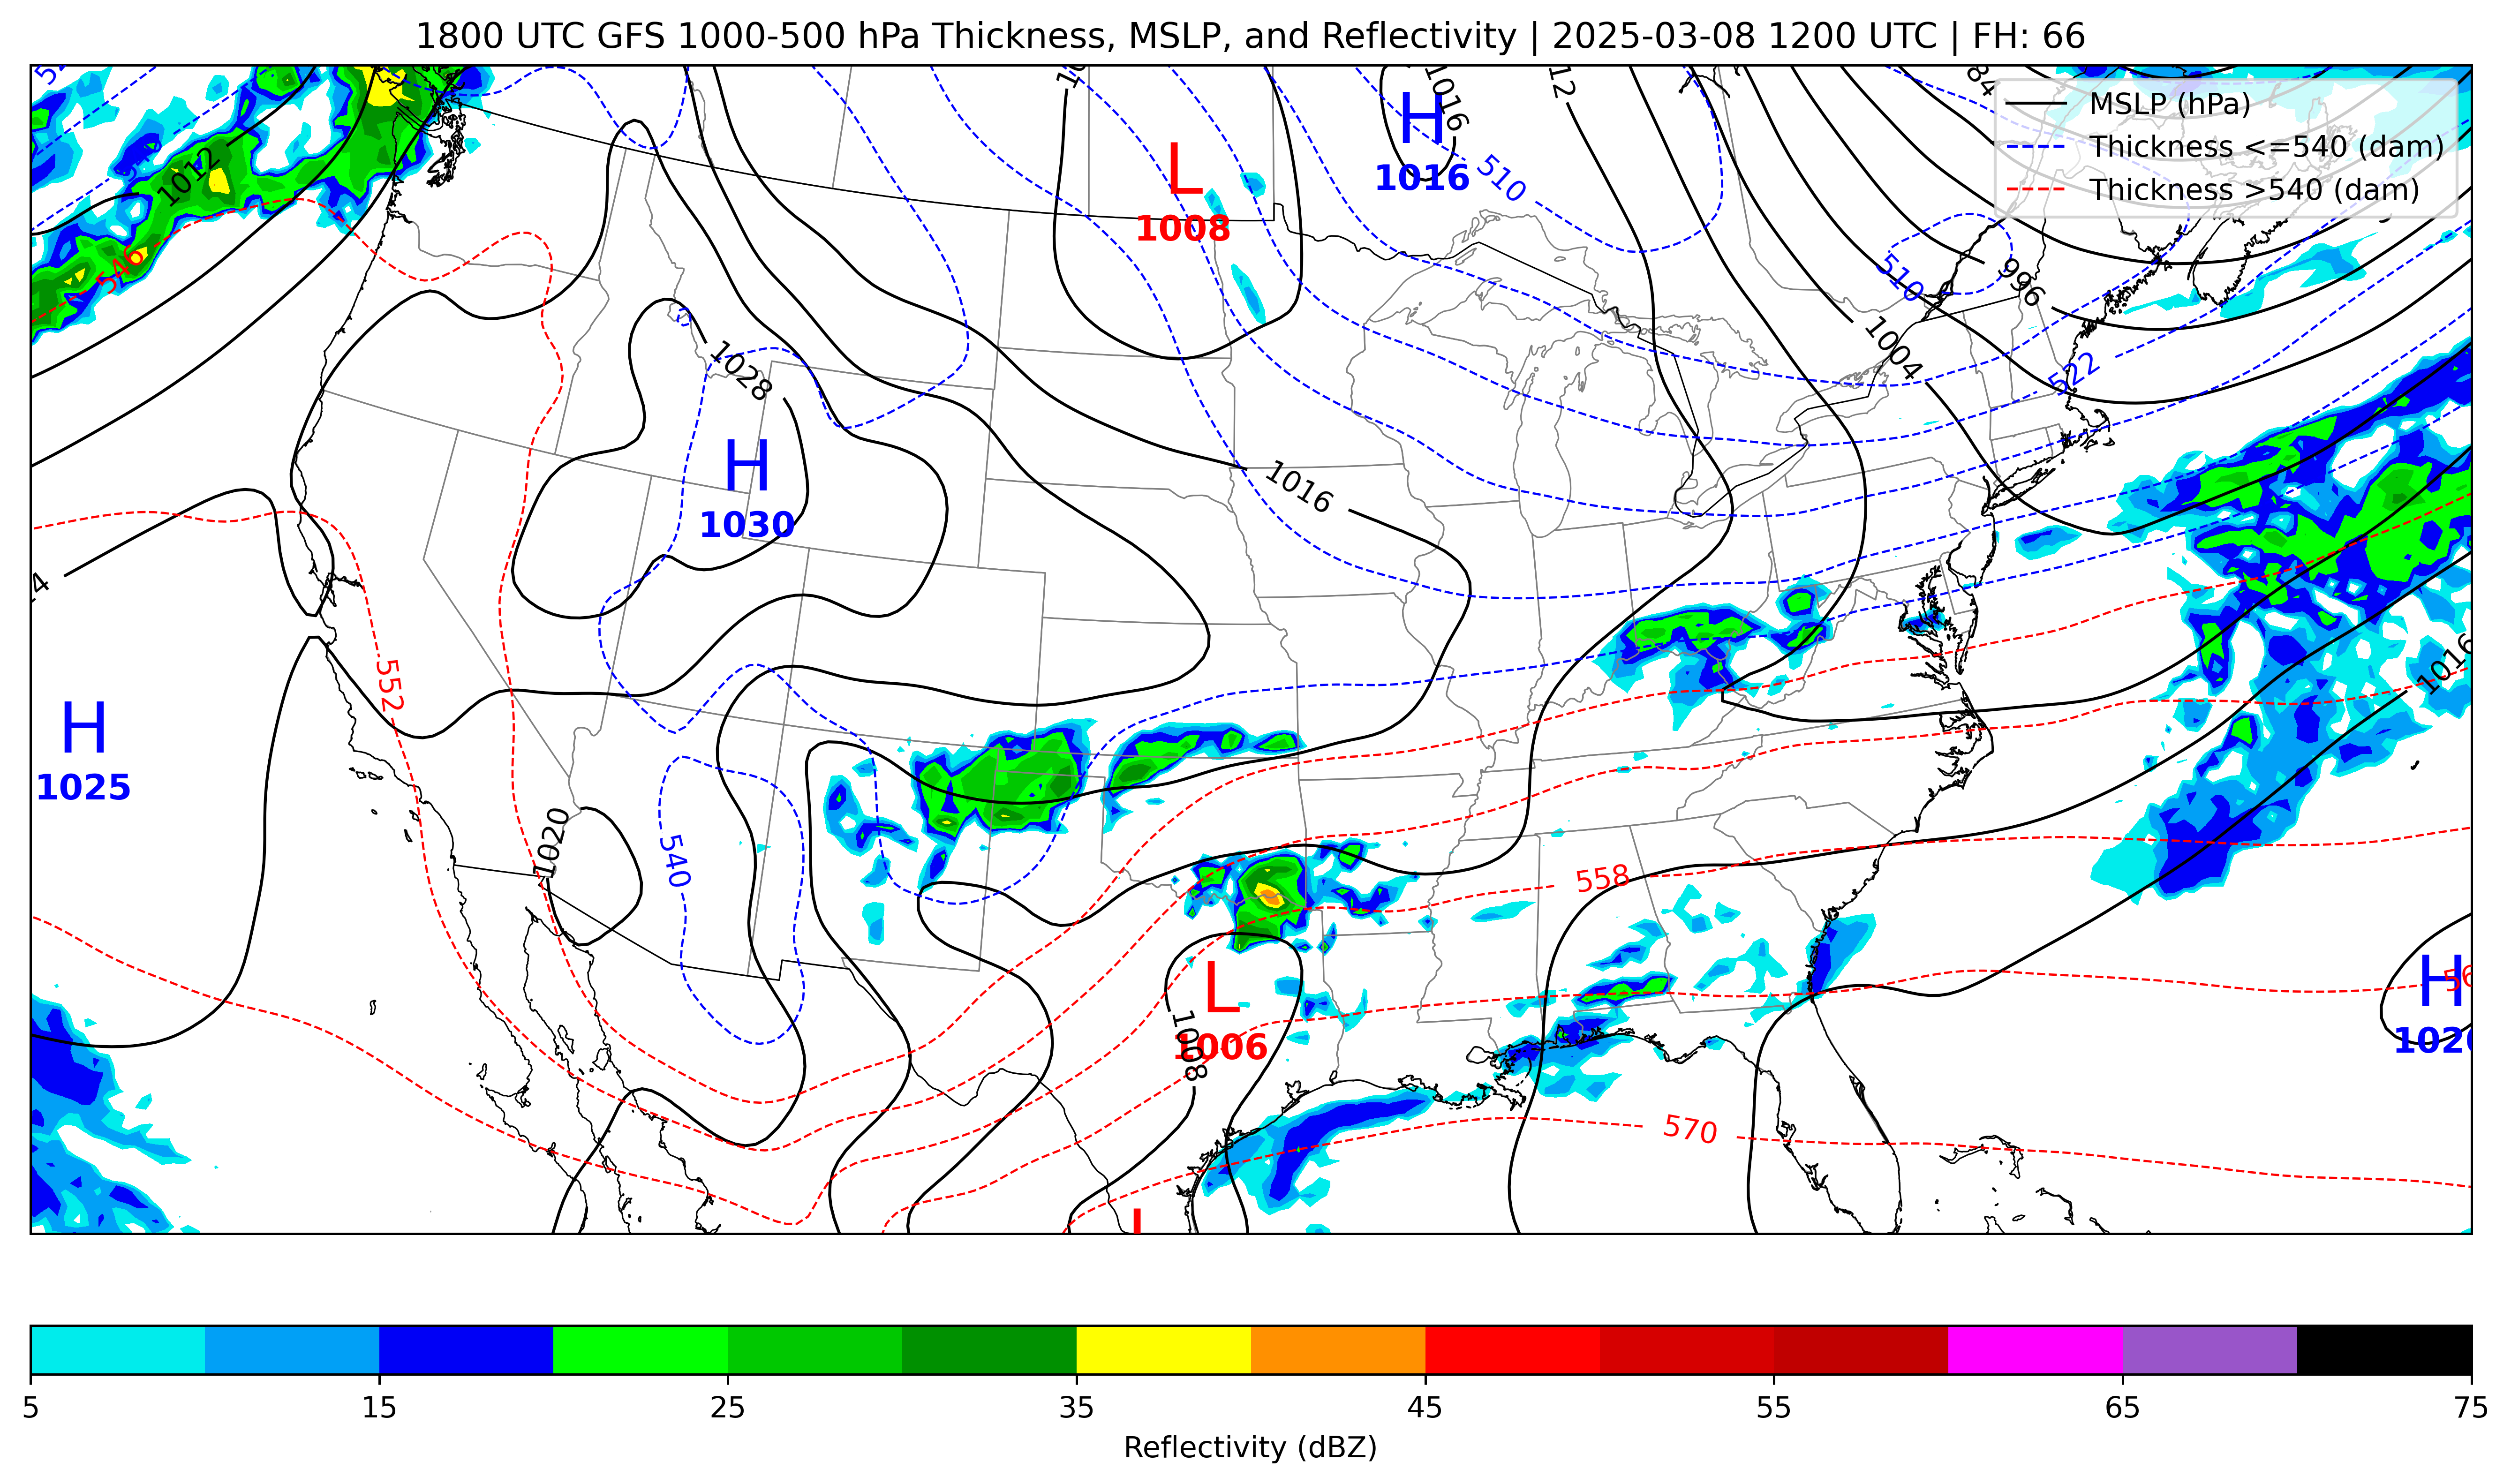 1800 UTC GFS 1000-500 hPa Thickness, MSLP, and Reflectivity | 2025-03-08 1200 UTC | FH: 66
MSLP (hPa)
Thickness <=540 (dam)
Thickness >540 (dam)
H
1016
1016
L
1008
510
1012
546
510
996
1004
522
1028
H
1030
1016
552
1016
H
1025
1020
540
558
H
1020
L
1006
1008
570
L
5 15 25 35 45 55 65 75
Reflectivity (dBZ)